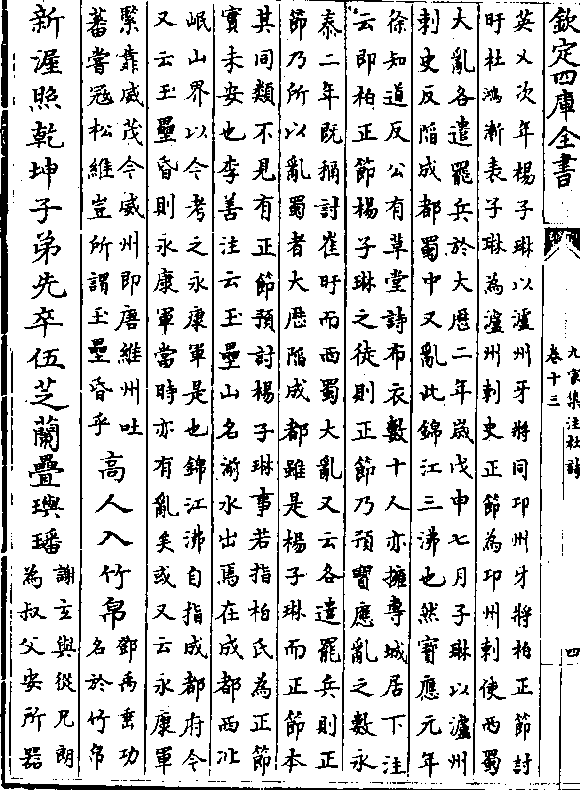 欽定四庫全書
九家集注杜詩
卷十三
四
英乂次年楊子琳以瀘州牙將同邛州牙將柏正節討
旴杜鴻漸表子琳為瀘州刺史正節為邛州刺使西蜀
大亂各遣罷兵於大歴二年歲戊申七月子琳以瀘州
刺史反陷成都蜀中又亂此錦江三沸也然寶應元年
徐知道反公有草堂詩布衣數十人亦擁專城居下注
云即柏正節楊子琳之徒則正節乃預寶應亂之數永
泰二年既稱討崔旴而西蜀大亂又云各遣罷兵則正
節乃所以亂蜀者大歴陷成都雖是楊子琳而正節本
其同類不見有正節預討楊子琳事若指柏氏為正節
實未安也李善注云玉壘山名湔水出焉在成都西北
岷山界以今考之永康軍是也錦江沸自指成都府今
又云玉壘昏則永康軍當時亦有亂矣或又云永康軍
緊靠威茂今威州即唐維州吐
蕃嘗冦松維豈所謂玉壘昏乎
高人入竹帛
鄧禹垂功
名於竹帛
新渥照乾坤子弟先卒伍芝蘭疊璵璠
謝玄與從兄朗
為叔父安所器